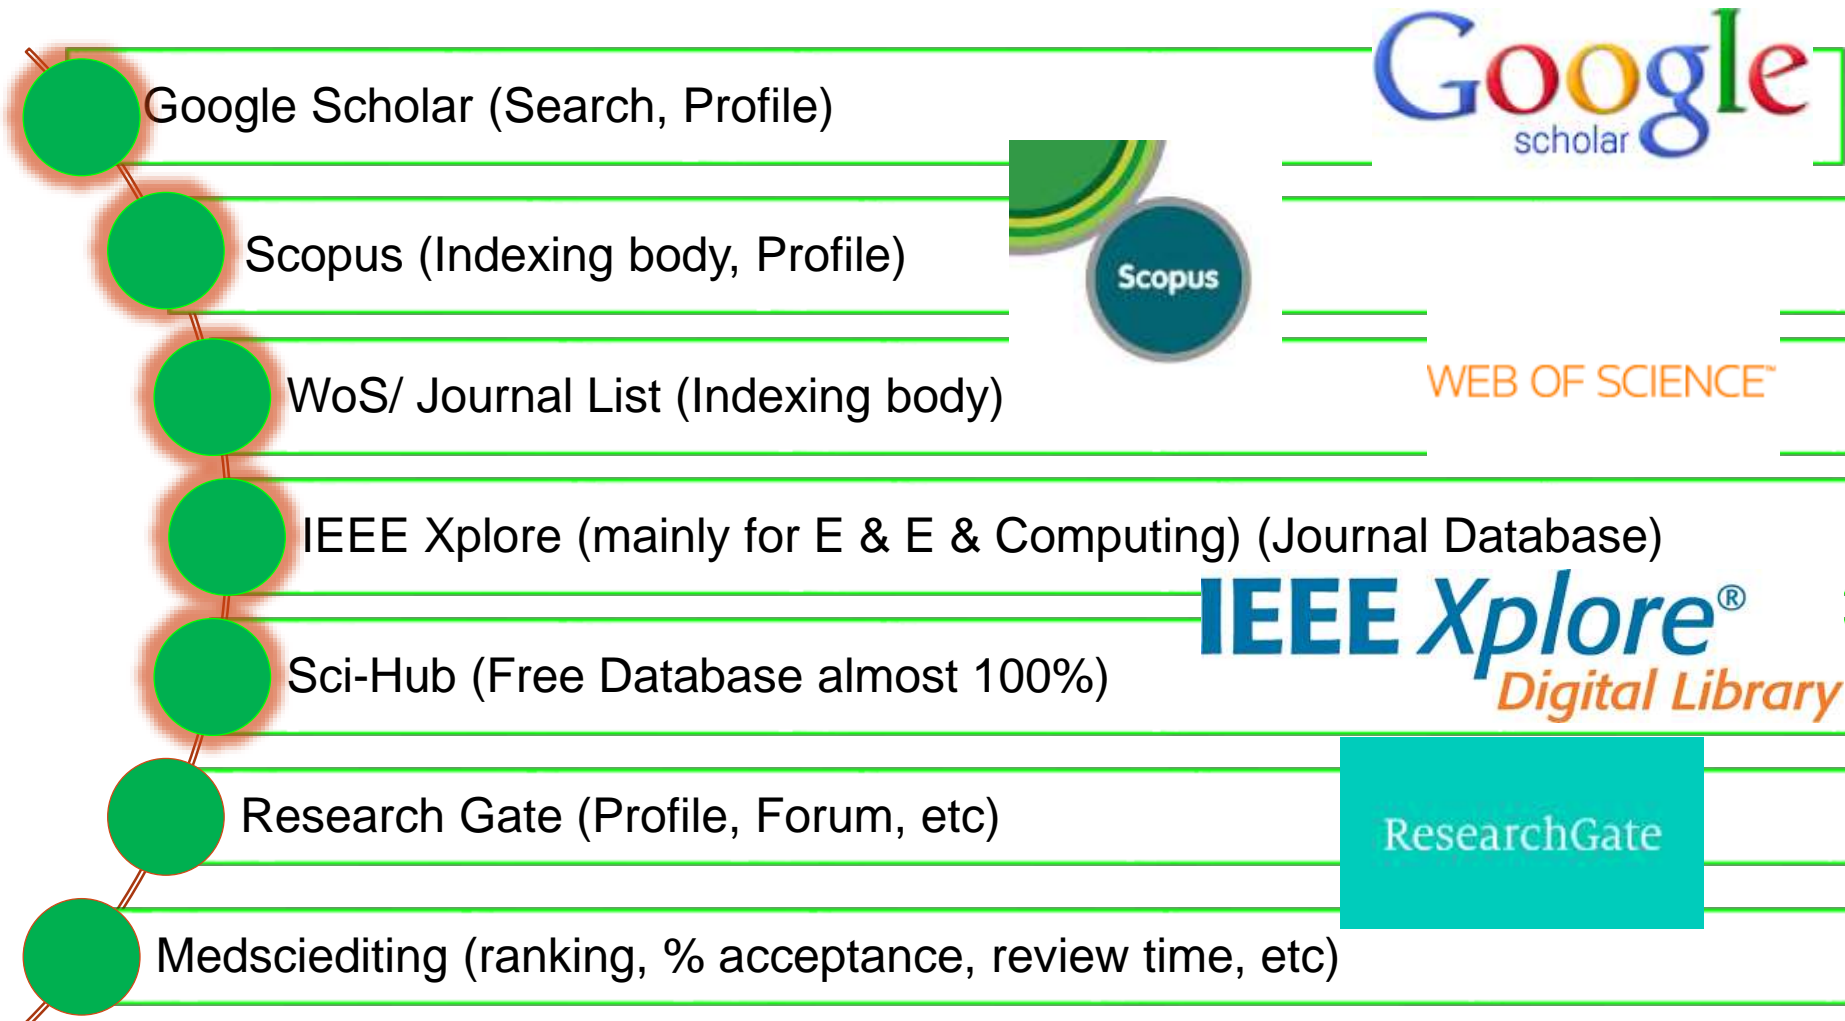 Google Scholar (Search, Profile)
Google
scholar
Scopus (Indexing body, Profile)
Scopus
WoS/ Journal List (Indexing body)
WEB OF SCIENCE™
IEEE Xplore (mainly for E & E & Computing) (Journal Database)
IEEE Xplore®
Digital Library
Sci-Hub (Free Database almost 100%)
Research Gate (Profile, Forum, etc)
ResearchGate
Medsciediting (ranking, % acceptance, review time, etc)